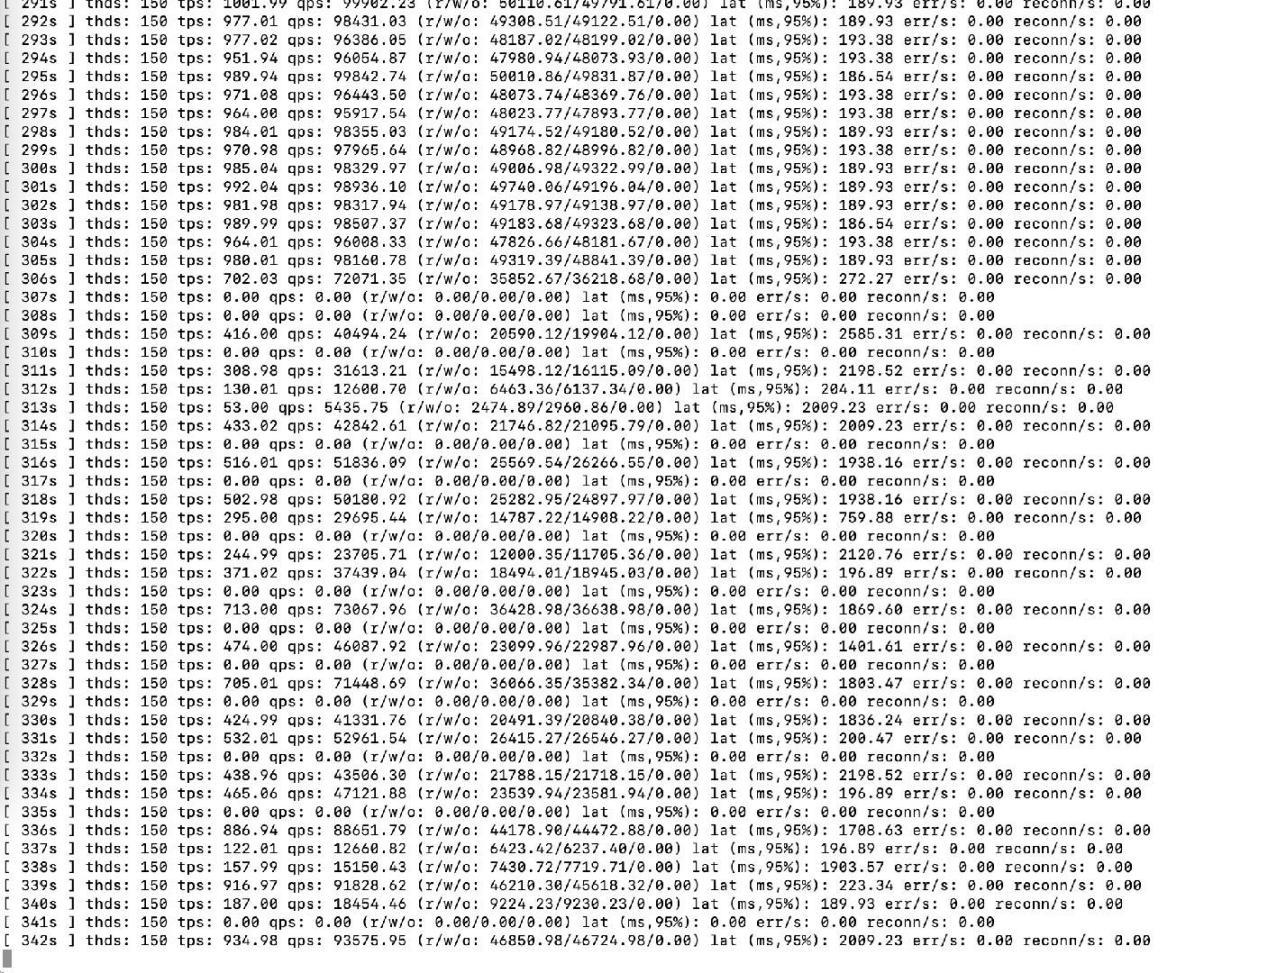 [ 291s ] thds: 150 tps: 1001.99 qps: 99902.23 (r/w/o: 50110.61/49791.61/0.00) lat (ms,95%): 189.93 err/s: 0.00 reconn/s: 0.00
[ 292s ] thds: 150 tps: 977.01 qps: 98431.03 (r/w/o: 49308.51/49122.51/0.00) lat (ms,95%): 189.93 err/s: 0.00 reconn/s: 0.00
[ 293s ] thds: 150 tps: 977.02 qps: 96386.05 (r/w/o: 48187.02/48199.02/0.00) lat (ms,95%): 193.38 err/s: 0.00 reconn/s: 0.00
[ 294s ] thds: 150 tps: 951.94 qps: 96054.87 (r/w/o: 47980.94/48073.93/0.00) lat (ms,95%): 193.38 err/s: 0.00 reconn/s: 0.00
[ 295s ] thds: 150 tps: 989.94 qps: 99842.74 (r/w/o: 50010.86/49831.87/0.00) lat (ms,95%): 186.54 err/s: 0.00 reconn/s: 0.00
[ 296s ] thds: 150 tps: 971.08 qps: 96443.50 (r/w/o: 48073.74/48369.76/0.00) lat (ms,95%): 193.38 err/s: 0.00 reconn/s: 0.00
[ 297s ] thds: 150 tps: 964.00 qps: 95917.54 (r/w/o: 48023.77/47893.77/0.00) lat (ms,95%): 193.38 err/s: 0.00 reconn/s: 0.00
[ 298s ] thds: 150 tps: 984.01 qps: 98355.03 (r/w/o: 49174.52/49180.52/0.00) lat (ms,95%): 189.93 err/s: 0.00 reconn/s: 0.00
[ 299s ] thds: 150 tps: 970.98 qps: 97965.64 (r/w/o: 48968.82/48996.82/0.00) lat (ms,95%): 193.38 err/s: 0.00 reconn/s: 0.00
[ 300s ] thds: 150 tps: 985.04 qps: 98329.97 (r/w/o: 49006.98/49322.99/0.00) lat (ms,95%): 189.93 err/s: 0.00 reconn/s: 0.00
[ 301s ] thds: 150 tps: 992.04 qps: 98936.10 (r/w/o: 49740.06/49196.04/0.00) lat (ms,95%): 189.93 err/s: 0.00 reconn/s: 0.00
[ 302s ] thds: 150 tps: 981.98 qps: 98317.94 (r/w/o: 49178.97/49138.97/0.00) lat (ms,95%): 189.93 err/s: 0.00 reconn/s: 0.00
[ 303s ] thds: 150 tps: 989.99 qps: 98507.37 (r/w/o: 49183.68/49323.68/0.00) lat (ms,95%): 186.54 err/s: 0.00 reconn/s: 0.00
[ 304s ] thds: 150 tps: 964.01 qps: 96008.33 (r/w/o: 47826.66/48181.67/0.00) lat (ms,95%): 193.38 err/s: 0.00 reconn/s: 0.00
[ 305s ] thds: 150 tps: 980.01 qps: 98160.78 (r/w/o: 49319.39/48841.39/0.00) lat (ms,95%): 189.93 err/s: 0.00 reconn/s: 0.00
[ 306s ] thds: 150 tps: 702.03 qps: 72071.35 (r/w/o: 35852.67/36218.68/0.00) lat (ms,95%): 272.27 err/s: 0.00 reconn/s: 0.00
[ 307s ] thds: 150 tps: 0.00 qps: 0.00 (r/w/o: 0.00/0.00/0.00) lat (ms,95%): 0.00 err/s: 0.00 reconn/s: 0.00
[ 308s ] thds: 150 tps: 0.00 qps: 0.00 (r/w/o: 0.00/0.00/0.00) lat (ms,95%): 0.00 err/s: 0.00 reconn/s: 0.00
[ 309s ] thds: 150 tps: 416.00 qps: 40494.24 (r/w/o: 20590.12/19904.12/0.00) lat (ms,95%): 2585.31 err/s: 0.00 reconn/s: 0.00
[ 310s ] thds: 150 tps: 0.00 qps: 0.00 (r/w/o: 0.00/0.00/0.00) lat (ms,95%): 0.00 err/s: 0.00 reconn/s: 0.00
[ 311s ] thds: 150 tps: 308.98 qps: 31613.21 (r/w/o: 15498.12/16115.09/0.00) lat (ms,95%): 2198.52 err/s: 0.00 reconn/s: 0.00
[ 312s ] thds: 150 tps: 130.01 qps: 12600.70 (r/w/o: 6463.36/6137.34/0.00) lat (ms,95%): 204.11 err/s: 0.00 reconn/s: 0.00
[ 313s ] thds: 150 tps: 53.00 qps: 5435.75 (r/w/o: 2474.89/2960.86/0.00) lat (ms,95%): 2009.23 err/s: 0.00 reconn/s: 0.00
[ 314s ] thds: 150 tps: 433.02 qps: 42842.61 (r/w/o: 21746.82/21095.79/0.00) lat (ms,95%): 2009.23 err/s: 0.00 reconn/s: 0.00
[ 315s ] thds: 150 tps: 0.00 qps: 0.00 (r/w/o: 0.00/0.00/0.00) lat (ms,95%): 0.00 err/s: 0.00 reconn/s: 0.00
[ 316s ] thds: 150 tps: 516.01 qps: 51836.09 (r/w/o: 25569.54/26266.55/0.00) lat (ms,95%): 1938.16 err/s: 0.00 reconn/s: 0.00
[ 317s ] thds: 150 tps: 0.00 qps: 0.00 (r/w/o: 0.00/0.00/0.00) lat (ms,95%): 0.00 err/s: 0.00 reconn/s: 0.00
[ 318s ] thds: 150 tps: 502.98 qps: 50180.92 (r/w/o: 25282.95/24897.97/0.00) lat (ms,95%): 1938.16 err/s: 0.00 reconn/s: 0.00
[ 319s ] thds: 150 tps: 295.00 qps: 29695.44 (r/w/o: 14787.22/14908.22/0.00) lat (ms,95%): 759.88 err/s: 0.00 reconn/s: 0.00
[ 320s ] thds: 150 tps: 0.00 qps: 0.00 (r/w/o: 0.00/0.00/0.00) lat (ms,95%): 0.00 err/s: 0.00 reconn/s: 0.00
[ 321s ] thds: 150 tps: 244.99 qps: 23705.71 (r/w/o: 12000.35/11705.36/0.00) lat (ms,95%): 2120.76 err/s: 0.00 reconn/s: 0.00
[ 322s ] thds: 150 tps: 371.02 qps: 37439.04 (r/w/o: 18494.01/18945.03/0.00) lat (ms,95%): 196.89 err/s: 0.00 reconn/s: 0.00
[ 323s ] thds: 150 tps: 0.00 qps: 0.00 (r/w/o: 0.00/0.00/0.00) lat (ms,95%): 0.00 err/s: 0.00 reconn/s: 0.00
[ 324s ] thds: 150 tps: 713.00 qps: 73067.96 (r/w/o: 36428.98/36638.98/0.00) lat (ms,95%): 1869.60 err/s: 0.00 reconn/s: 0.00
[ 325s ] thds: 150 tps: 0.00 qps: 0.00 (r/w/o: 0.00/0.00/0.00) lat (ms,95%): 0.00 err/s: 0.00 reconn/s: 0.00
[ 326s ] thds: 150 tps: 474.00 qps: 46087.92 (r/w/o: 23099.96/22987.96/0.00) lat (ms,95%): 1401.61 err/s: 0.00 reconn/s: 0.00
[ 327s ] thds: 150 tps: 0.00 qps: 0.00 (r/w/o: 0.00/0.00/0.00) lat (ms,95%): 0.00 err/s: 0.00 reconn/s: 0.00
[ 328s ] thds: 150 tps: 705.01 qps: 71448.69 (r/w/o: 36066.35/35382.34/0.00) lat (ms,95%): 1803.47 err/s: 0.00 reconn/s: 0.00
[ 329s ] thds: 150 tps: 0.00 qps: 0.00 (r/w/o: 0.00/0.00/0.00) lat (ms,95%): 0.00 err/s: 0.00 reconn/s: 0.00
[ 330s ] thds: 150 tps: 424.99 qps: 41331.76 (r/w/o: 20491.39/20840.38/0.00) lat (ms,95%): 1836.24 err/s: 0.00 reconn/s: 0.00
[ 331s ] thds: 150 tps: 532.01 qps: 52961.54 (r/w/o: 26415.27/26546.27/0.00) lat (ms,95%): 200.47 err/s: 0.00 reconn/s: 0.00
[ 332s ] thds: 150 tps: 0.00 qps: 0.00 (r/w/o: 0.00/0.00/0.00) lat (ms,95%): 0.00 err/s: 0.00 reconn/s: 0.00
[ 333s ] thds: 150 tps: 438.96 qps: 43506.30 (r/w/o: 21788.15/21718.15/0.00) lat (ms,95%): 2198.52 err/s: 0.00 reconn/s: 0.00
[ 334s ] thds: 150 tps: 465.06 qps: 47121.88 (r/w/o: 23539.94/23581.94/0.00) lat (ms,95%): 196.89 err/s: 0.00 reconn/s: 0.00
[ 335s ] thds: 150 tps: 0.00 qps: 0.00 (r/w/o: 0.00/0.00/0.00) lat (ms,95%): 0.00 err/s: 0.00 reconn/s: 0.00
[ 336s ] thds: 150 tps: 886.94 qps: 88651.79 (r/w/o: 44178.90/44472.88/0.00) lat (ms,95%): 1708.63 err/s: 0.00 reconn/s: 0.00
[ 337s ] thds: 150 tps: 122.01 qps: 12660.82 (r/w/o: 6423.42/6237.40/0.00) lat (ms,95%): 196.89 err/s: 0.00 reconn/s: 0.00
[ 338s ] thds: 150 tps: 157.99 qps: 15150.43 (r/w/o: 7430.72/7719.71/0.00) lat (ms,95%): 1903.57 err/s: 0.00 reconn/s: 0.00
[ 339s ] thds: 150 tps: 916.97 qps: 91828.62 (r/w/o: 46210.30/45618.32/0.00) lat (ms,95%): 223.34 err/s: 0.00 reconn/s: 0.00
[ 340s ] thds: 150 tps: 187.00 qps: 18454.46 (r/w/o: 9224.23/9230.23/0.00) lat (ms,95%): 189.93 err/s: 0.00 reconn/s: 0.00
[ 341s ] thds: 150 tps: 0.00 qps: 0.00 (r/w/o: 0.00/0.00/0.00) lat (ms,95%): 0.00 err/s: 0.00 reconn/s: 0.00
[ 342s ] thds: 150 tps: 934.98 qps: 93575.95 (r/w/o: 46850.98/46724.98/0.00) lat (ms,95%): 2009.23 err/s: 0.00 reconn/s: 0.00